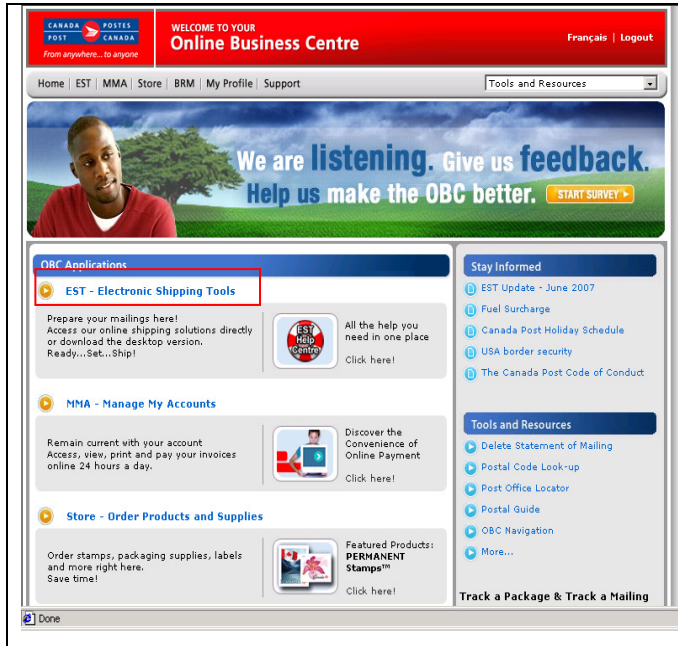 CANADA POSTES
POST CANADA
From anywhere... to anyone
WELCOME TO YOUR
Online Business Centre
Français | Logout
Home | EST | MMA | Store | BRM | My Profile | Support
Tools and Resources
We are listening. Give us feedback.
Help us make the OBC better. START SURVEY
OBC Applications
EST - Electronic Shipping Tools
Prepare your mailings here!
Access our online shipping solutions directly
or download the desktop version.
Ready...Set...Ship!
EST
Help
Centre
All the help you
need in one place
Click here!
MMA - Manage My Accounts
Remain current with your account
Access, view, print and pay your invoices
online 24 hours a day.
Discover the
Convenience of
Online Payment
Click here!
Store - Order Products and Supplies
Order stamps, packaging supplies, labels
and more right here.
Save time!
Featured Products:
PERMANENT
Stamps™
Click here!
Stay Informed
EST Update - June 2007
Fuel Surcharge
Canada Post Holiday Schedule
USA border security
The Canada Post Code of Conduct
Tools and Resources
Delete Statement of Mailing
Postal Code Look-up
Post Office Locator
Postal Guide
OBC Navigation
More...
Track a Package & Track a Mailing
Done